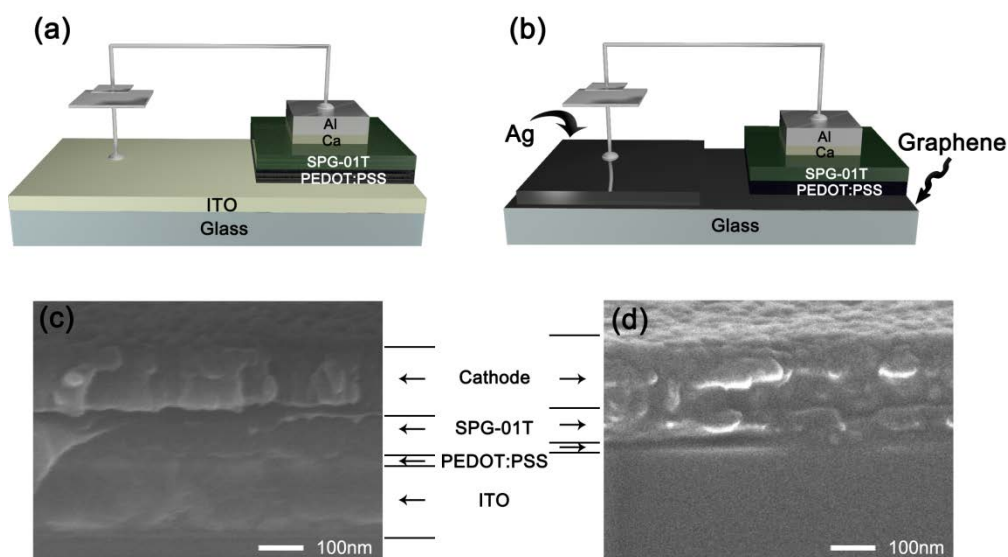 (a)
Al
Ca
SPG-01T
PEDOT:PSS
ITO
Glass
(b)
Ag
Al
Ca
SPG-01T
PEDOT:PSS
Graphene
Glass
(c)
100nm
Cathode
SPG-01T
PEDOT:PSS
ITO
(d)
100nm